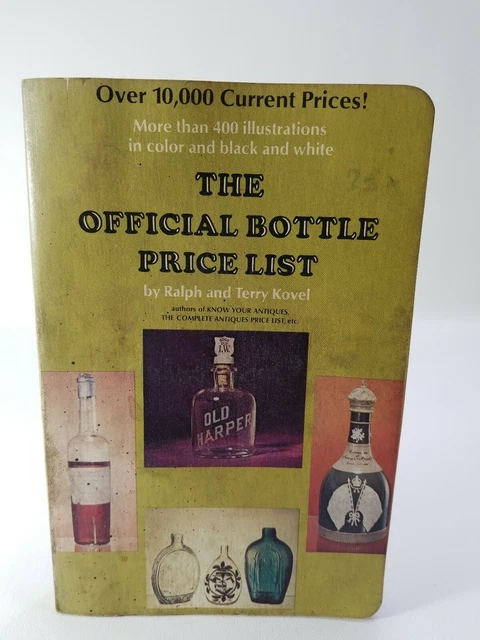 Over 10,000 Current Prices!
More than 400 illustrations
in color and black and white
THE
OFFICIAL BOTTLE
PRICE LIST
by Ralph and Terry Kovel
authors of KNOW YOUR ANTIQUES,
THE COMPLETE ANTIQUES PRICE LIST, etc.
OLD
HARPER